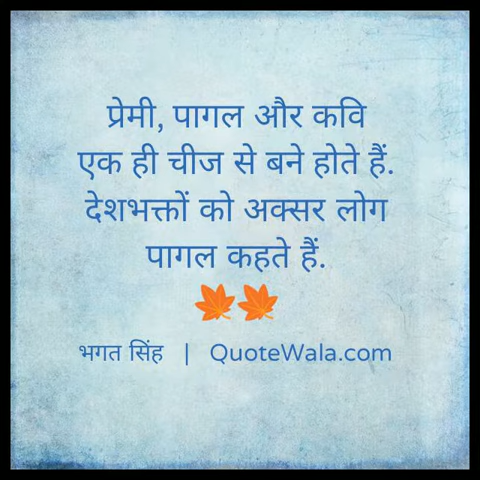 प्रेमी, पागल और कवि
एक ही चीज से बने होते हैं.
देशभक्तों को अक्सर लोग
पागल कहते हैं.
भगत सिंह | QuoteWala.com